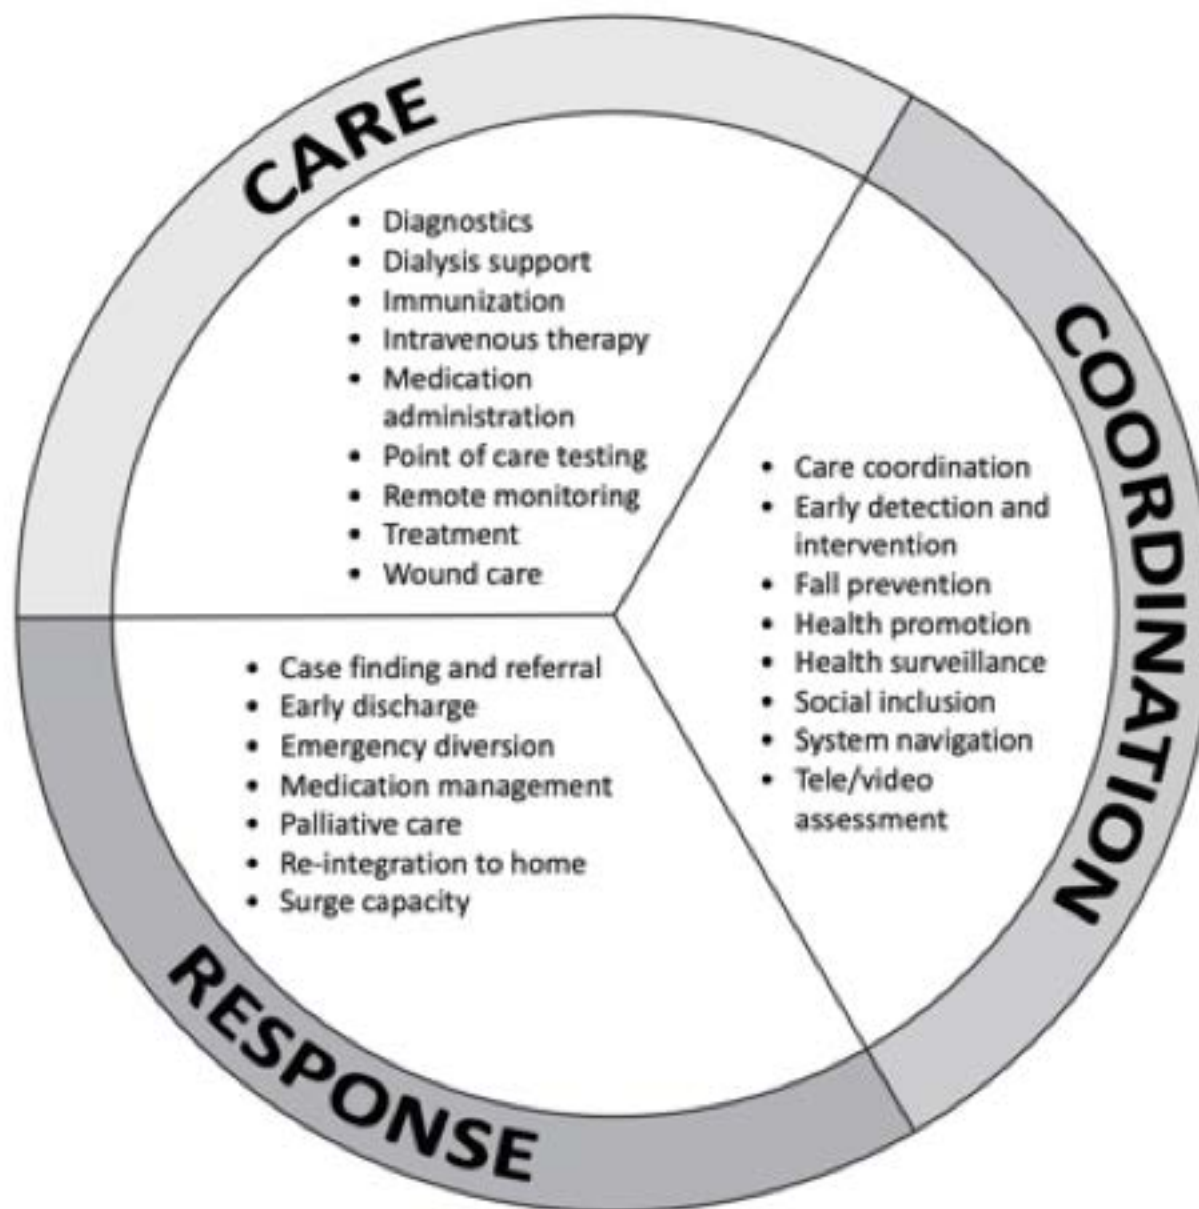 CARE
• Diagnostics
• Dialysis support
• Immunization
• Intravenous therapy
• Medication
administration
• Point of care testing
• Remote monitoring
• Treatment
• Wound care
COORDINATION
• Care coordination
• Early detection and
intervention
• Fall prevention
• Health promotion
• Health surveillance
• Social inclusion
• System navigation
• Tele/video
assessment
RESPONSE
• Case finding and referral
• Early discharge
• Emergency diversion
• Medication management
• Palliative care
• Re-integration to home
• Surge capacity